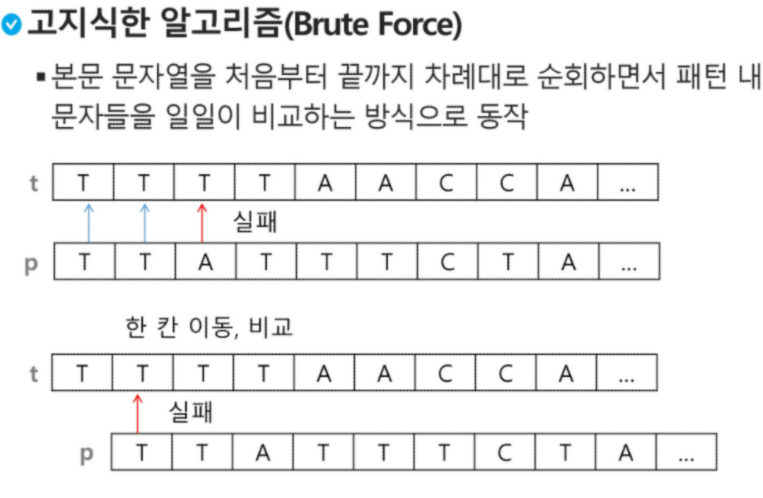 고지식한 알고리즘(Brute Force)
▪ 본문 문자열을 처음부터 끝까지 차례대로 순회하면서 패턴 내
문자들을 일일이 비교하는 방식으로 동작
t T T T T A A C C A ...
실패
p T T A T T T C T A ...
한 칸 이동, 비교
t T T T T A A C C A ...
실패
p T T A T T T C T A ...